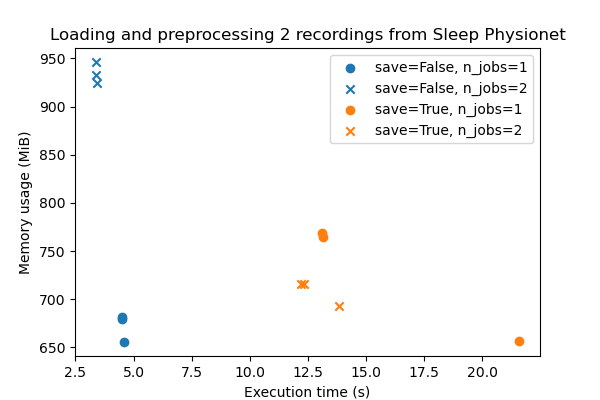 Loading and preprocessing 2 recordings from Sleep Physionet
Memory usage (MiB)
950
900
850
800
750
700
650
save=False, n_jobs=1
save=False, n_jobs=2
save=True, n_jobs=1
save=True, n_jobs=2
2.5 5.0 7.5 10.0 12.5 15.0 17.5 20.0
Execution time (s)